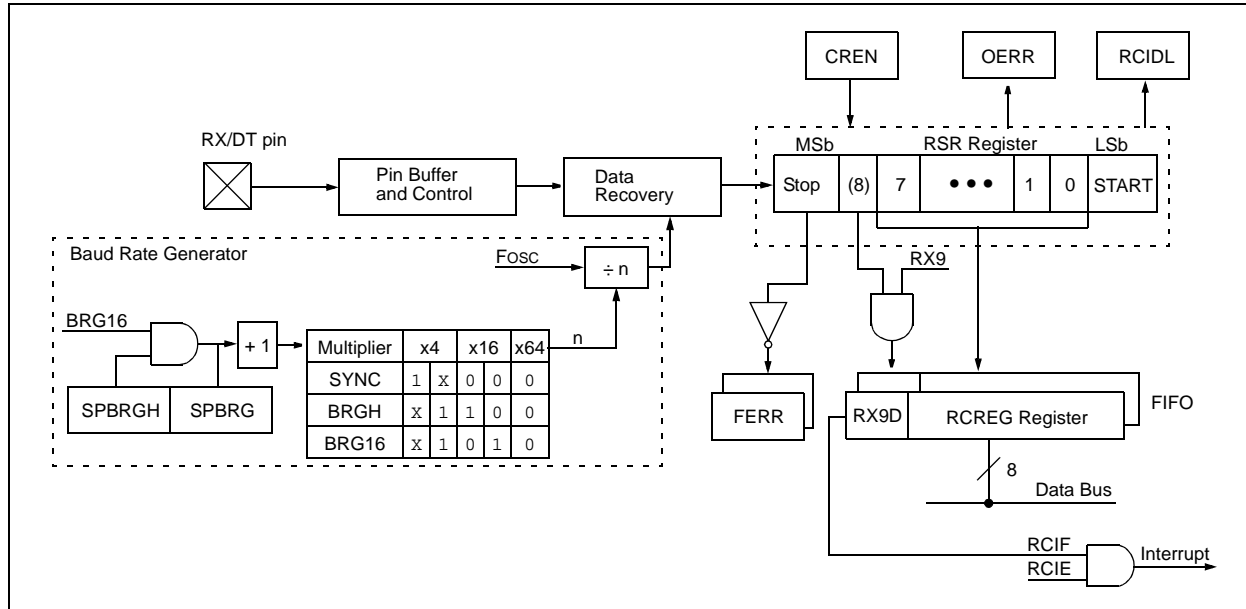 CREN OERR RCIDL
RX/DT pin
Pin Buffer
and Control
Data
Recovery
MSb RSR Register LSb
Stop (8) 7 ••• 1 0 START
Baud Rate Generator
FOSC
÷ n
RX9
BRG16
+ 1
n
SPBRGH SPBRG
Multiplier x4 x16 x64
SYNC 1 X 0 0 0
BRGH X 1 1 0 0
BRG16 X 1 0 1 0
FERR
RX9D RCREG Register
FIFO
8
Data Bus
RCIF
RCIE
Interrupt